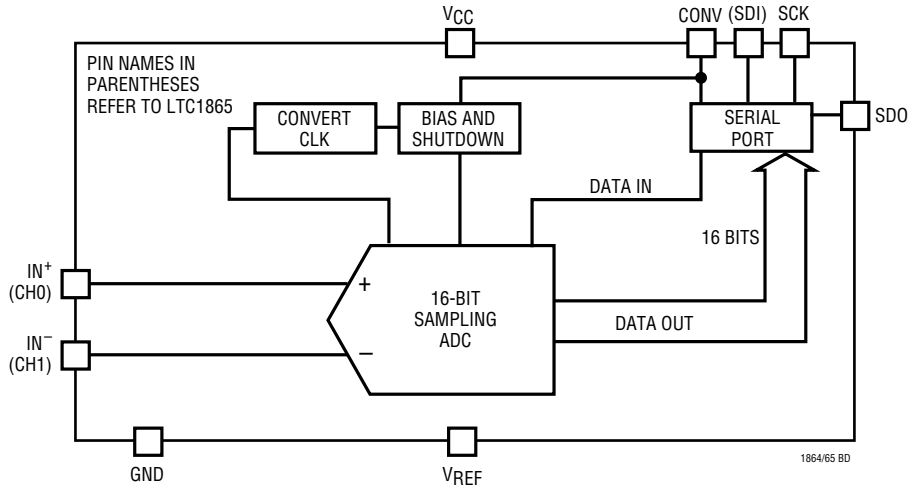 VCC
CONV (SDI) SCK
PIN NAMES IN
PARENTHESES
REFER TO LTC1865
CONVERT
CLK
BIAS AND
SHUTDOWN
SERIAL
PORT
SDO
DATA IN
16 BITS
IN+
(CH0)
+
16-BIT
SAMPLING
ADC
DATA OUT
IN−
(CH1)
−
GND
VREF
1864/65 BD